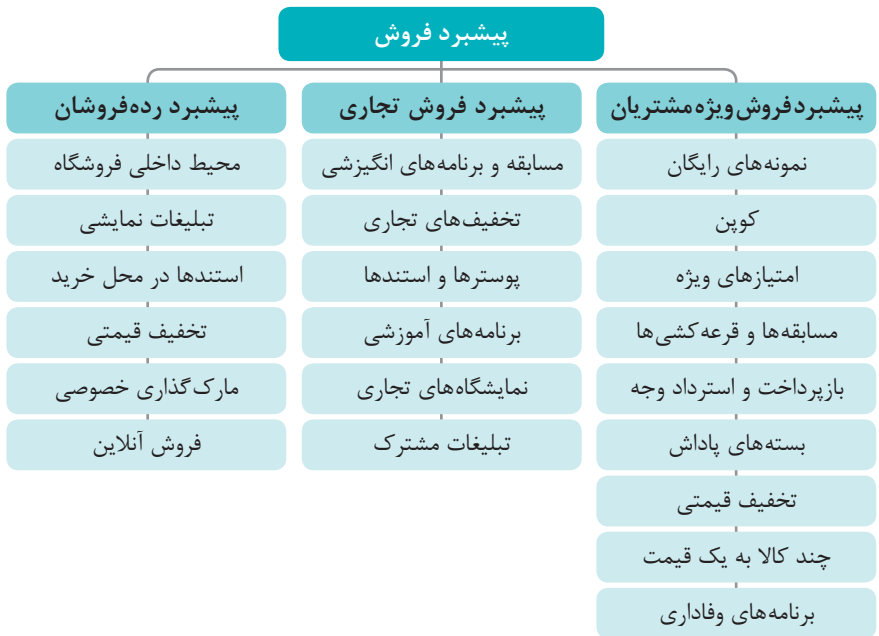 پیشبرد فروش
پیشبرد فروش ویژه مشتریان
نمونه‌های رایگان
کوپن
امتیازهای ویژه
مسابقه‌ها و قرعه‌کشی‌ها
بازپرداخت و استرداد وجه
بسته‌های پاداش
تخفیف قیمتی
چند کالا به یک قیمت
برنامه‌های وفاداری
پیشبرد فروش تجاری
مسابقه و برنامه‌های انگیزشی
تخفیف‌های تجاری
پوسترها و استندها
برنامه‌های آموزشی
نمایشگاه‌های تجاری
تبلیغات مشترک
پیشبرد رده‌فروشان
محیط داخلی فروشگاه
تبلیغات نمایشی
استندها در محل خرید
تخفیف قیمتی
مارک‌گذاری خصوصی
فروش آنلاین